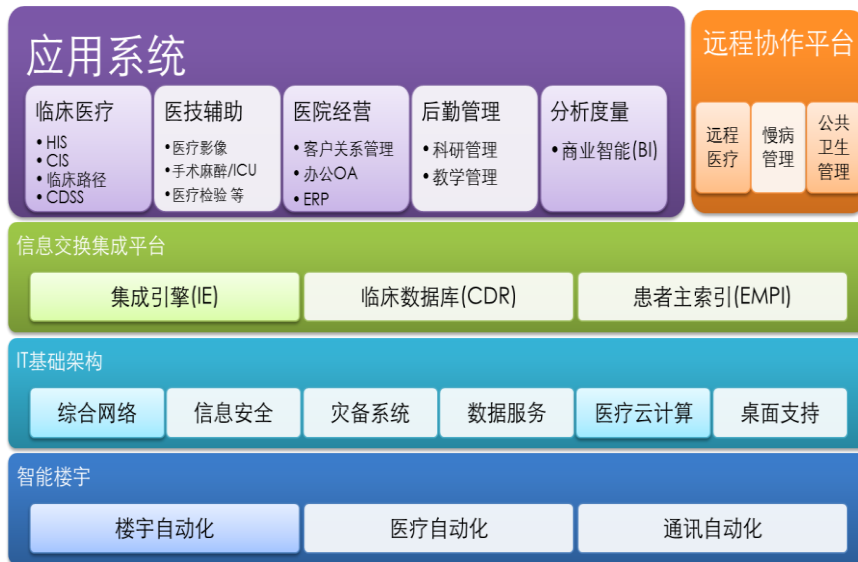 应用系统
临床医疗
• HIS
• CIS
• 临床路径
• CDSS
医技辅助
• 医疗影像
• 手术麻醉/ICU
• 医疗检验 等
医院经营
• 客户关系管理
• 办公OA
• ERP
后勤管理
• 科研管理
• 教学管理
分析度量
• 商业智能(BI)
远程协作平台
远程
医疗
慢病
管理
公共
卫生
管理
信息交换集成平台
集成引擎(IE)
临床数据库(CDR)
患者主索引(EMPI)
IT基础架构
综合网络
信息安全
灾备系统
数据服务
医疗云计算
桌面支持
智能楼宇
楼宇自动化
医疗自动化
通讯自动化